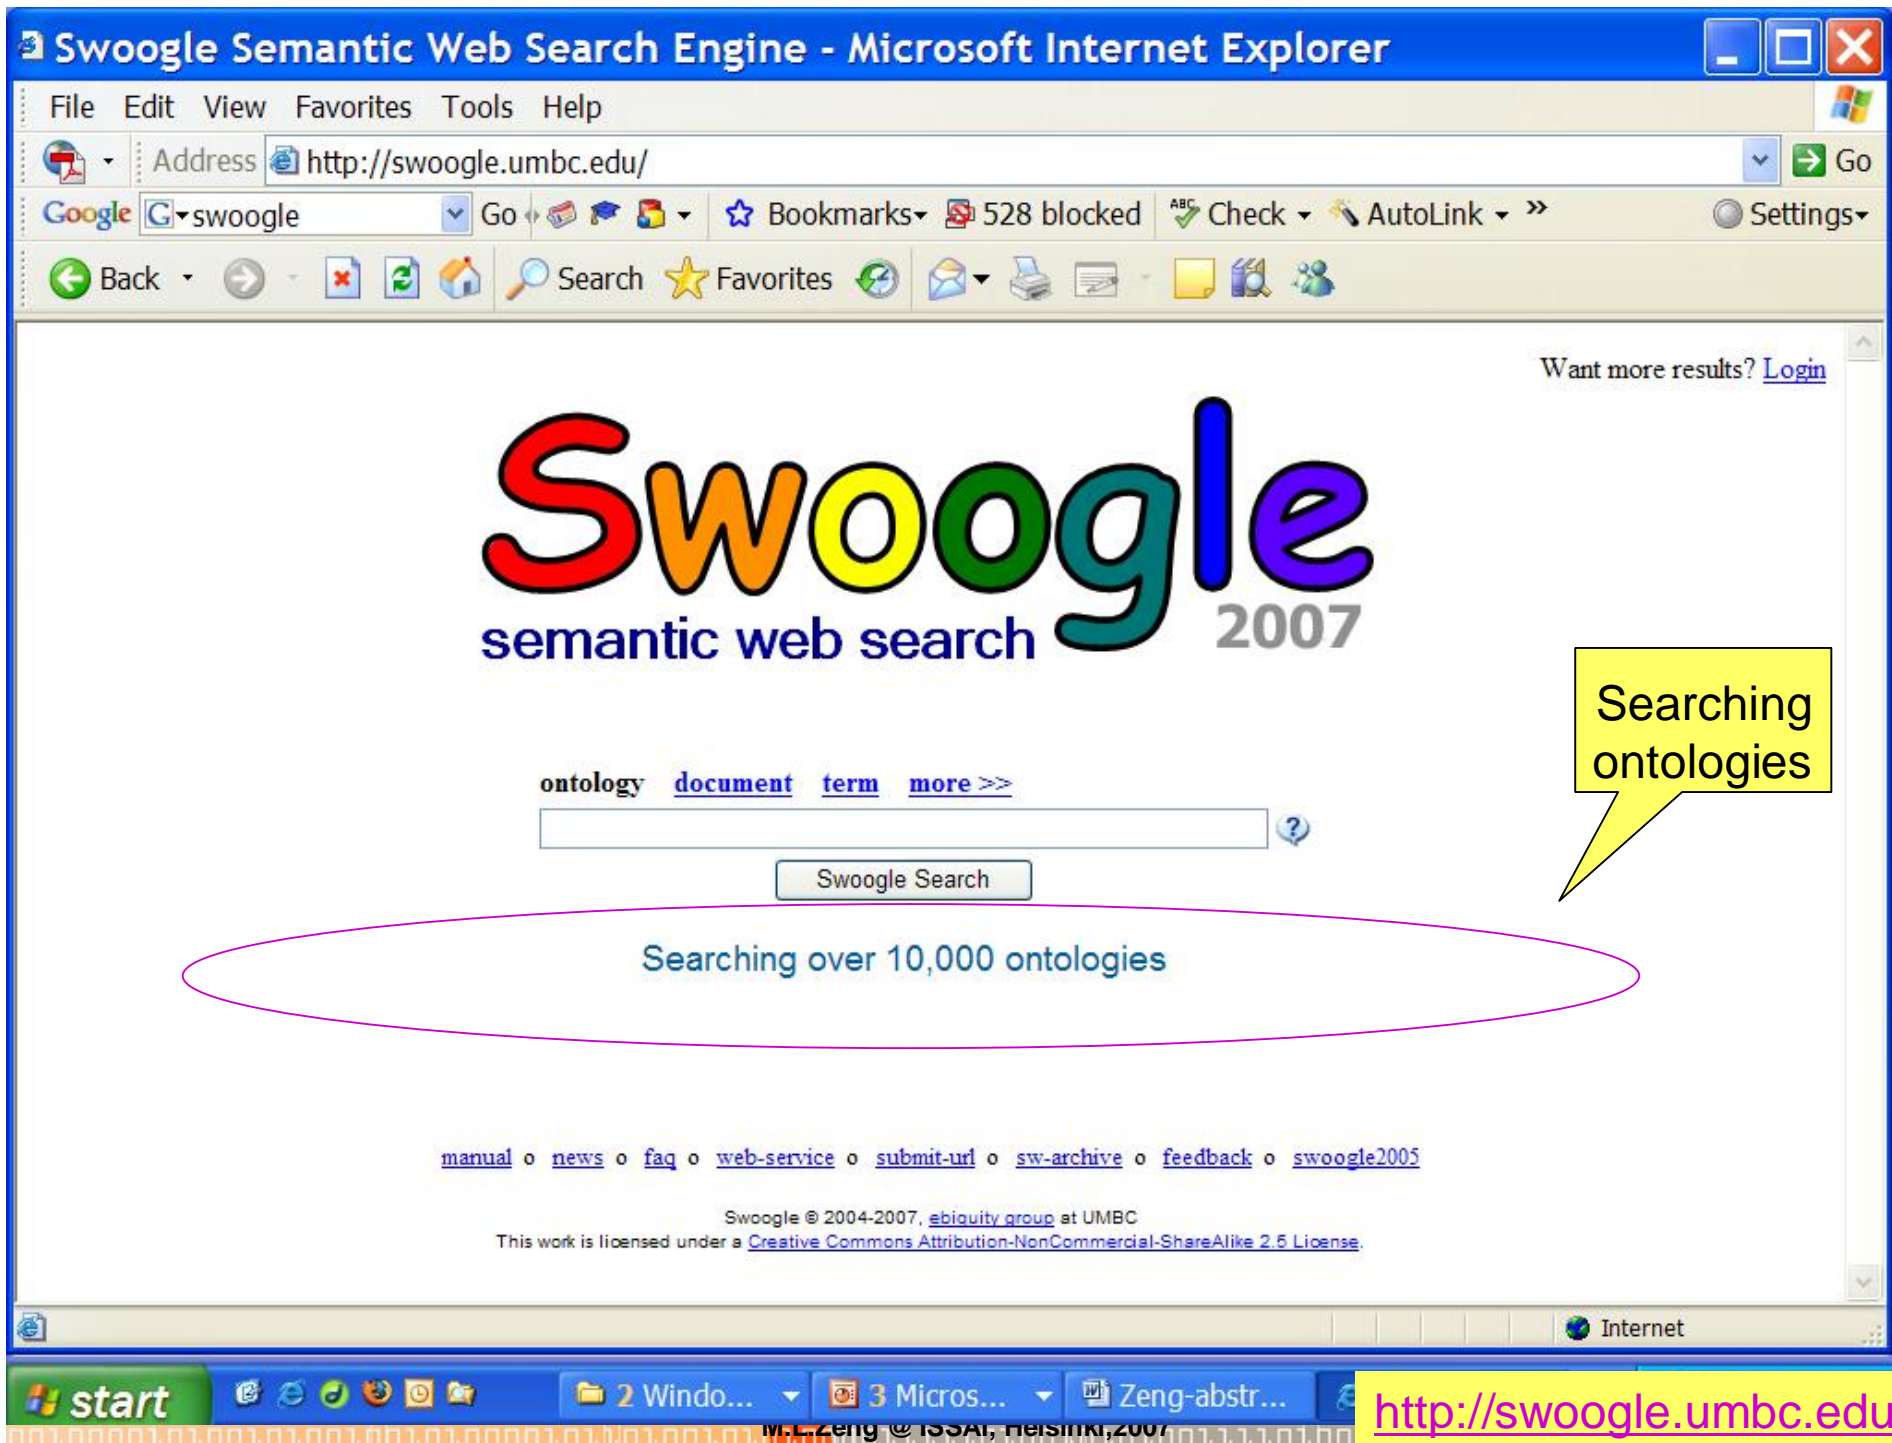 Swoogle Semantic Web Search Engine - Microsoft Internet Explorer
File Edit View Favorites Tools Help
Address http://swoogle.umbc.edu/ Go
Google G swoogle Go Bookmarks 528 blocked ABC Check AutoLink » Settings
Back Search Favorites
Want more results? Login
Swoogle
semantic web search 2007
Searching
ontologies
ontology document term more >>
Swoogle Search
Searching over 10,000 ontologies
manual o news o faq o web-service o submit-url o sw-archive o feedback o swoogle2005
Swoogle © 2004-2007, ebiquity group at UMBC
This work is licensed under a Creative Commons Attribution-NonCommercial-ShareAlike 2.5 License.
Internet
start 2 Windo... 3 Micros... Zeng-abstr...
http://swoogle.umbc.edu
M.L.Zeng @ ISSAI, Helsinki,2007